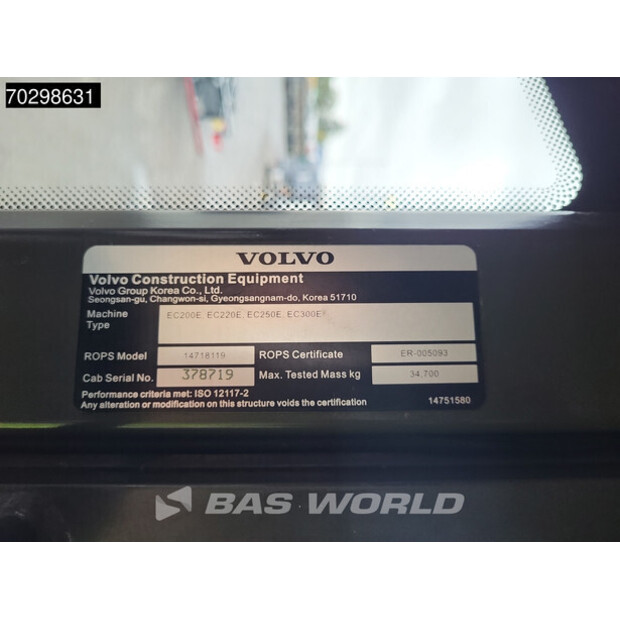 70298631
VOLVO
Volvo Construction Equipment
Volvo Group Korea Co., Ltd.
Seongsan-gu, Changwon-si, Gyeongsangnam-do, Korea 51710
Machine Type EC200E, EC220E, EC250E, EC300E
ROPS Model 14718119 ROPS Certificate ER-005093
Cab Serial No. 378719 Max. Tested Mass kg 34,700
Performance criteria met: ISO 12117-2
Any alteration or modification on this structure voids the certification 14751580
BAS WORLD